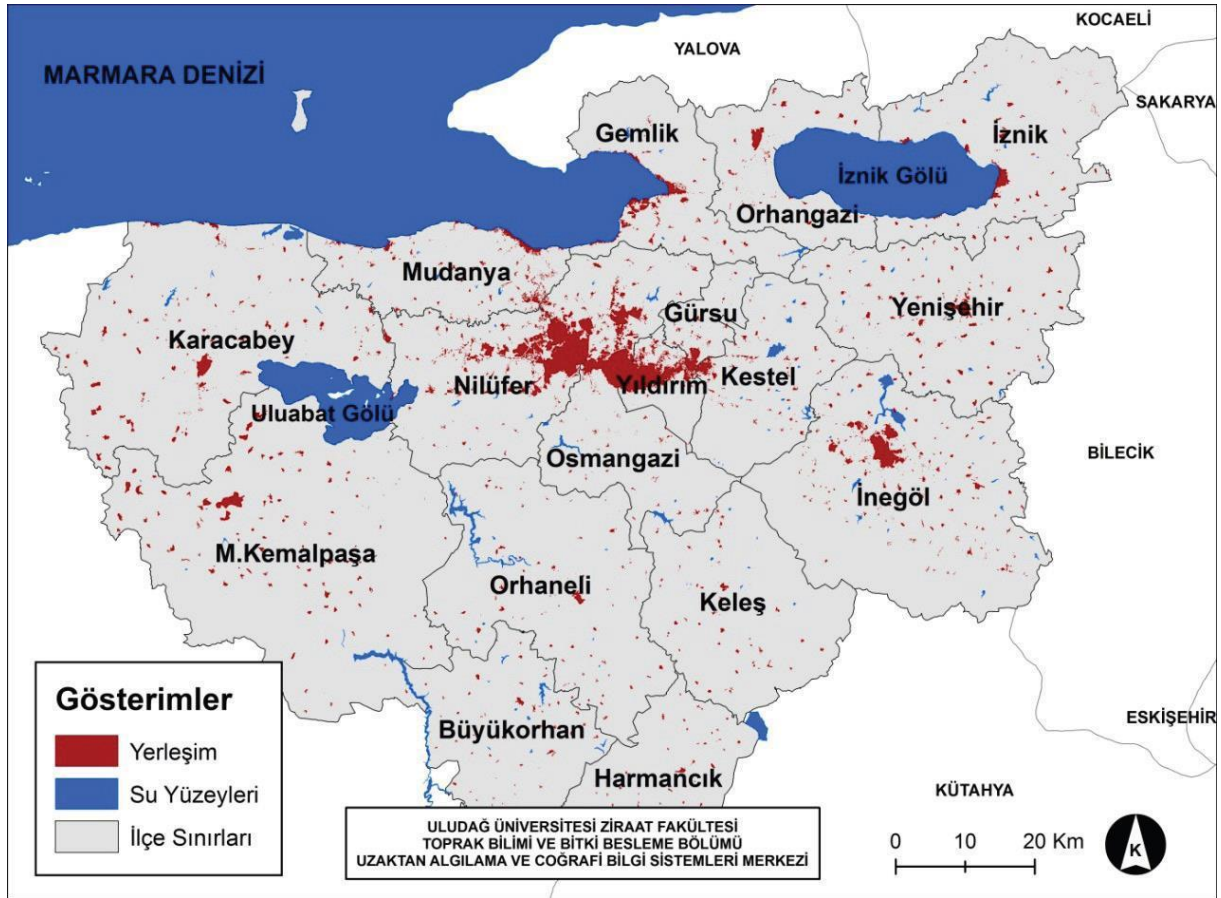 KOCAELİ
YALOVA
MARMARA DENİZİ
SAKARYA
Gemlik
İznik
İznik Gölü
Orhangazi
Mudanya
Yenişehir
Gürsu
Karacabey
Nilüfer
Yıldırım
Kestel
Uluabat Gölü
BİLECİK
Osmangazi
İnegöl
M.Kemalpaşa
Orhaneli
Keleş
Büyükorhan
ESKİŞEHİR
Harmancık
KÜTAHYA
Gösterimler
Yerleşim
Su Yüzeyleri
İlçe Sınırları
ULUDAĞ ÜNİVERSİTESİ ZİRAAT FAKÜLTESİ
TOPRAK BİLİMİ VE BİTKİ BESLEME BÖLÜMÜ
UZAKTAN ALGILAMA VE COĞRAFİ BİLGİ SİSTEMLERİ MERKEZİ
0 10 20 Km
K